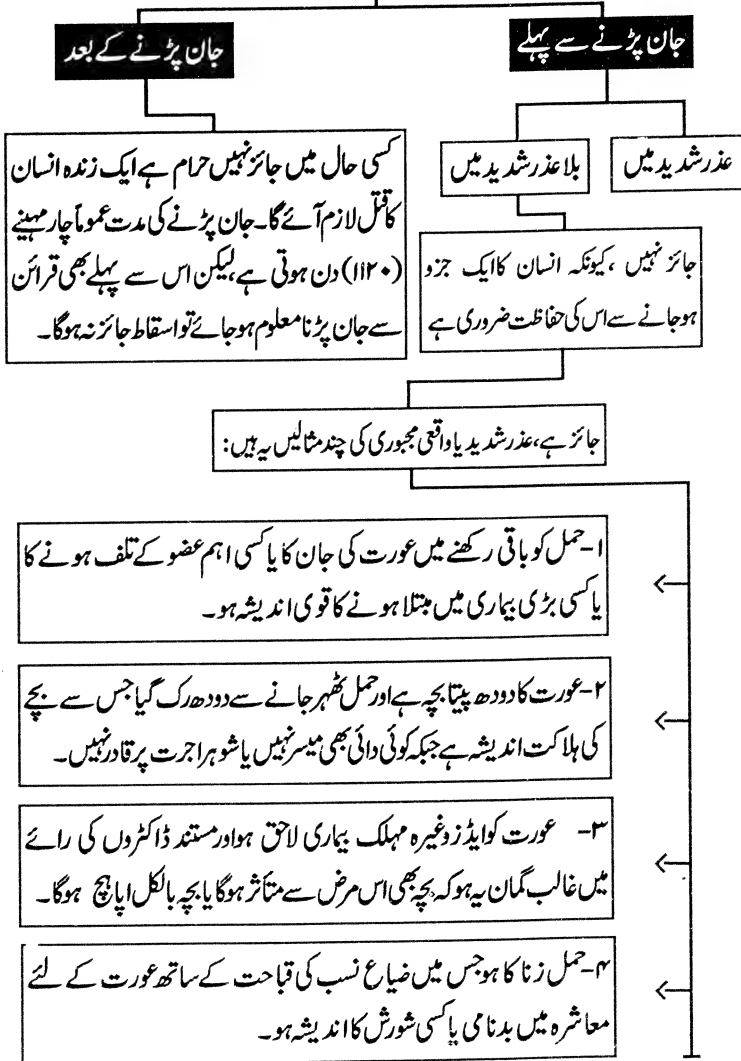 جان پڑنے سے پہلے
جان پڑنے کے بعد
عذر شدید میں
بلا عذر شدید میں
کسی حال میں جائز نہیں حرام ہے ایک زندہ انسان
کا قتل لازم آئے گا۔ جان پڑنے کی مدت عموماً چار مہینے
(۱۱۲۰) دن ہوتی ہے، لیکن اس سے پہلے بھی قرائن
سے جان پڑنا معلوم ہو جائے تو اسقاط جائز نہ ہوگا۔
جائز نہیں، کیونکہ انسان کا ایک جزو
ہو جانے سے اس کی حفاظت ضروری ہے
جائز ہے، عذر شدید یا واقعی مجبوری کی چند مثالیں یہ ہیں:
۱- حمل کو باقی رکھنے میں عورت کی جان کا یا کسی اہم عضو کے تلف ہونے کا
یا کسی بڑی بیماری میں مبتلا ہونے کا قوی اندیشہ ہو۔
۲- عورت کا دودھ پیتا بچہ ہے اور حمل ٹھہر جانے سے دودھ رک گیا جس سے بچے
کی ہلاکت اندیشہ ہے جبکہ کوئی دائی بھی میسر نہیں یا شوہر اجرت پر قادر نہیں۔
۳- عورت کو ایڈز وغیرہ مہلک بیماری لاحق ہو اور مستند ڈاکٹروں کی رائے
میں غالب گمان یہ ہو کہ بچہ بھی اس مرض سے متأثر ہوگا یا بچہ بالکل اپاہچ ہوگا۔
۴- حمل زنا کا ہو جس میں ضیاع نسب کی قباحت کے ساتھ عورت کے لئے
معاشرہ میں بدنامی یا کسی شورش کا اندیشہ ہو۔